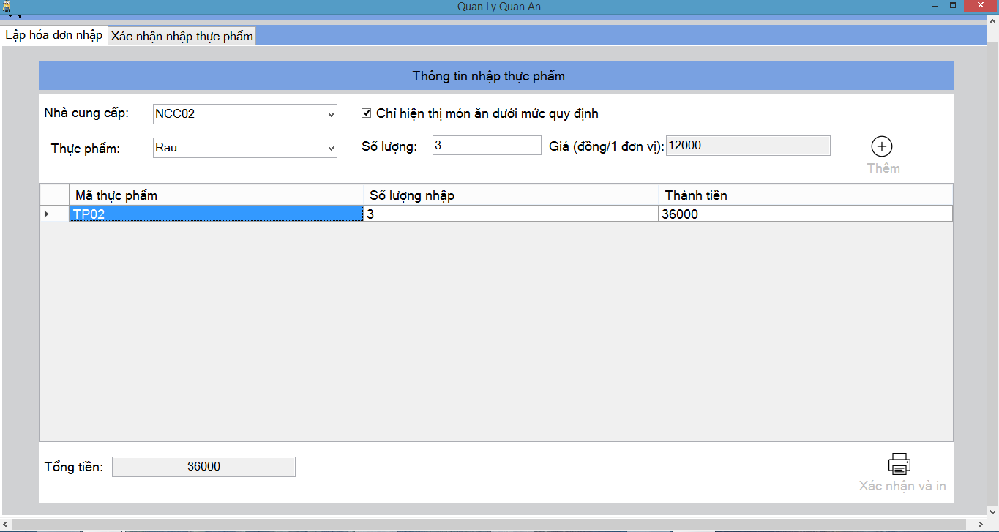 Quan Ly Quan An
Lập hóa đơn nhập Xác nhận nhập thực phẩm
Thông tin nhập thực phẩm
Nhà cung cấp: NCC02 Chỉ hiện thị món ăn dưới mức quy định
Thực phẩm: Rau Số lượng: 3 Giá (đồng/1 đơn vị): 12000
Thêm
Mã thực phẩm Số lượng nhập Thành tiền
TP02 3 36000
Tổng tiền: 36000
Xác nhận và in